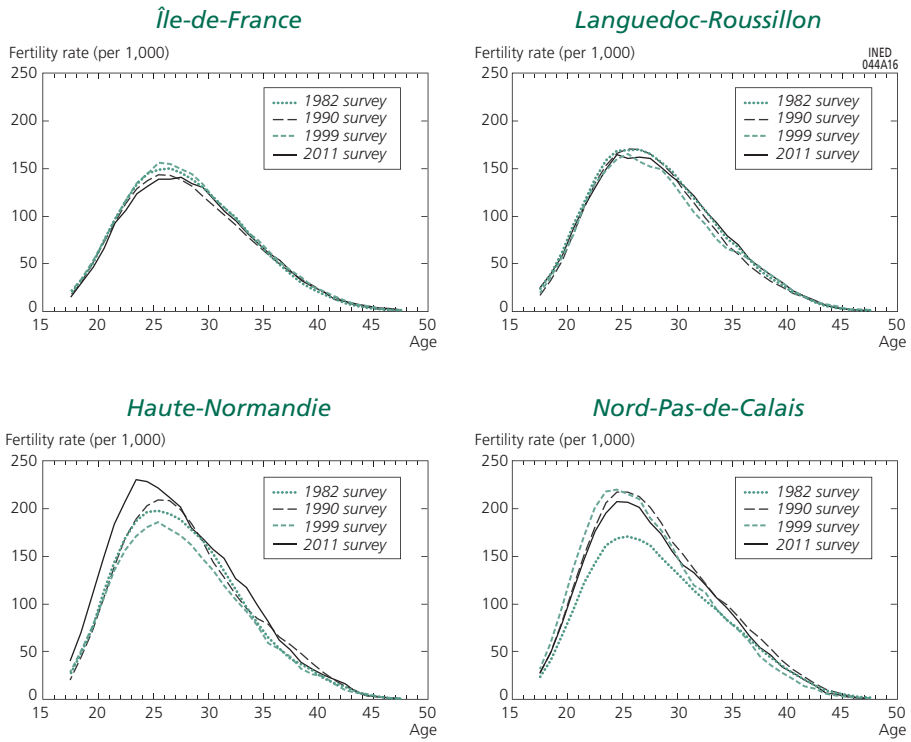 Île-de-France
Fertility rate (per 1,000)
250
200
150
100
50
0
15 20 25 30 35 40 45 50
Age
1982 survey
1990 survey
1999 survey
2011 survey
Languedoc-Roussillon
Fertility rate (per 1,000)
INED
044A16
250
200
150
100
50
0
15 20 25 30 35 40 45 50
Age
1982 survey
1990 survey
1999 survey
2011 survey
Haute-Normandie
Fertility rate (per 1,000)
250
200
150
100
50
0
15 20 25 30 35 40 45 50
Age
1982 survey
1990 survey
1999 survey
2011 survey
Nord-Pas-de-Calais
Fertility rate (per 1,000)
250
200
150
100
50
0
15 20 25 30 35 40 45 50
Age
1982 survey
1990 survey
1999 survey
2011 survey